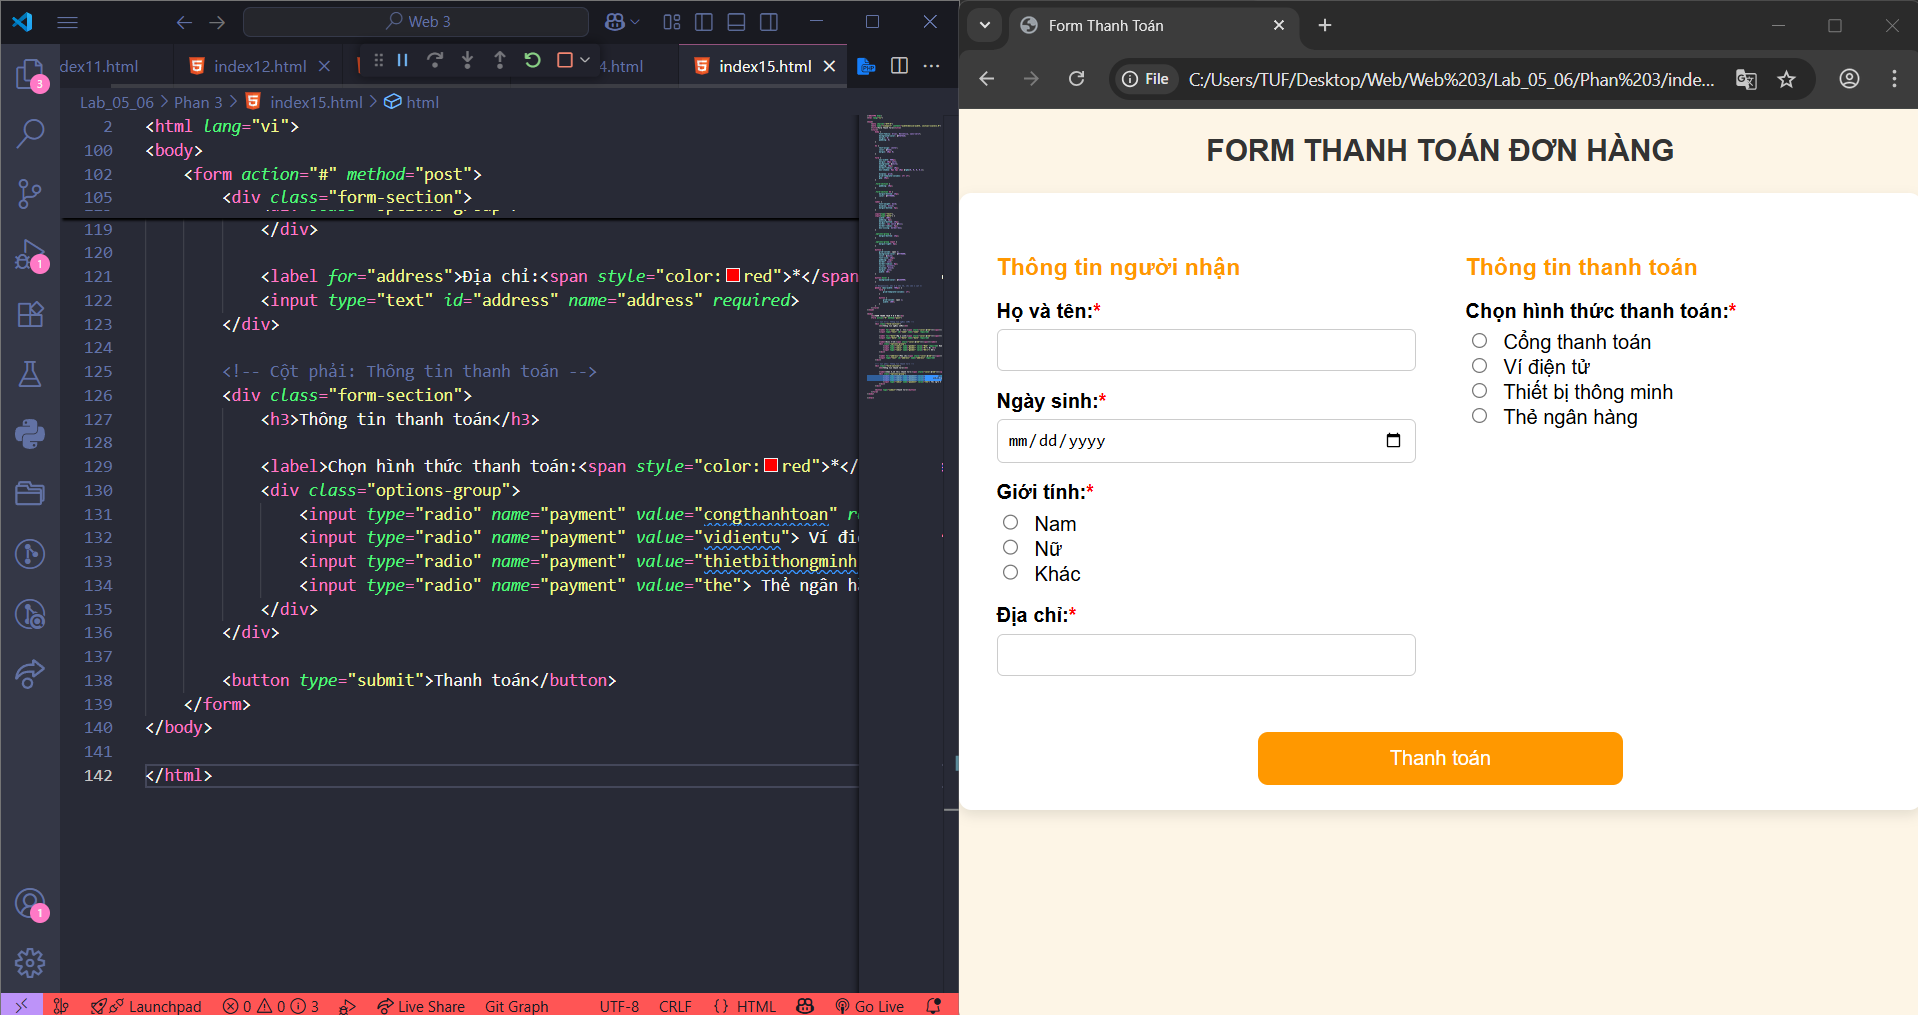 Web 3
dex11.html
index12.html
4.html
index15.html
Lab_05_06 > Phan 3 > index15.html > html
2 <html lang="vi">
100 <body>
102 <form action="#" method="post">
105 <div class="form-section">
119 </div>
120
121 <label for="address">Địa chỉ:<span style="color:red">*</span
122 <input type="text" id="address" name="address" required>
123 </div>
124
125 <!-- Cột phải: Thông tin thanh toán -->
126 <div class="form-section">
127 <h3>Thông tin thanh toán</h3>
128
129 <label>Chọn hình thức thanh toán:<span style="color:red">*</
130 <div class="options-group">
131 <input type="radio" name="payment" value="congthanhtoan" re
132 <input type="radio" name="payment" value="vidientu"> Ví điệ
133 <input type="radio" name="payment" value="thietbithongminh
134 <input type="radio" name="payment" value="the"> Thẻ ngân hà
135 </div>
136 </div>
137
138 <button type="submit">Thanh toán</button>
139 </form>
140 </body>
141
142 </html>
3
1
1
Launchpad 0 0 3 Live Share Git Graph UTF-8 CRLF {} HTML Go Live
Form Thanh Toán
File C:/Users/TUF/Desktop/Web/Web%203/Lab_05_06/Phan%203/inde...
FORM THANH TOÁN ĐƠN HÀNG
Thông tin người nhận
Họ và tên:*
Ngày sinh:*
mm/dd/yyyy
Giới tính:*
Nam
Nữ
Khác
Địa chỉ:*
Thông tin thanh toán
Chọn hình thức thanh toán:*
Cổng thanh toán
Ví điện tử
Thiết bị thông minh
Thẻ ngân hàng
Thanh toán